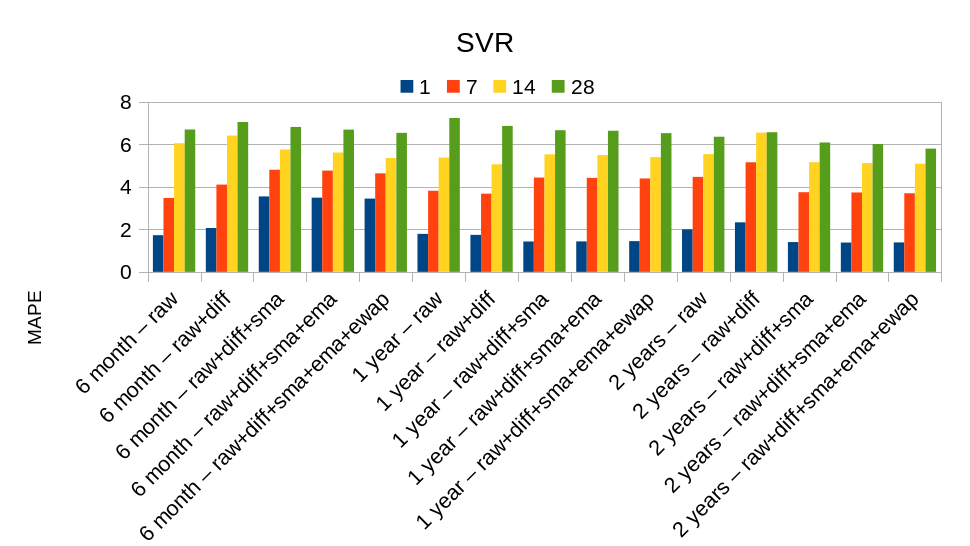 SVR
1 7 14 28
8
6
4
2
0
MAPE
6 month – raw
6 month – raw+diff
6 month – raw+diff+sma
6 month – raw+diff+sma+ema
6 month – raw+diff+sma+ema+ewap
1 year – raw
1 year – raw+diff
1 year – raw+diff+sma
1 year – raw+diff+sma+ema
1 year – raw+diff+sma+ema+ewap
2 years – raw
2 years – raw+diff
2 years – raw+diff+sma
2 years – raw+diff+sma+ema
2 years – raw+diff+sma+ema+ewap